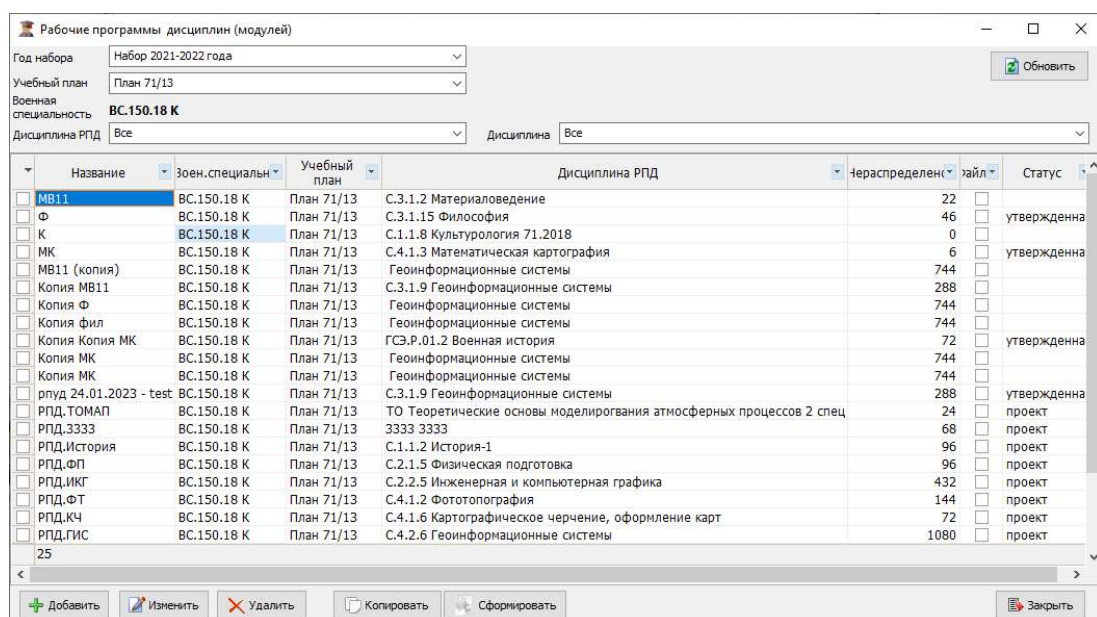 Рабочие программы дисциплин (модулей)
Год набора Набор 2021-2022 года
Обновить
Учебный план План 71/13
Военная специальность ВС.150.18 К
Дисциплина РПД Все Дисциплина Все
Название Зоен.специальн Учебный план Дисциплина РПД Нераспределенс райл Статус
МВ11 ВС.150.18 К План 71/13 С.3.1.2 Материаловедение 22
Ф ВС.150.18 К План 71/13 С.3.1.15 Философия 46 утвержденна
К ВС.150.18 К План 71/13 С.1.1.8 Культурология 71.2018 0
МК ВС.150.18 К План 71/13 С.4.1.3 Математическая картография 6 утвержденна
МВ11 (копия) ВС.150.18 К План 71/13 Геоинформационные системы 744
Копия МВ11 ВС.150.18 К План 71/13 С.3.1.9 Геоинформационные системы 288
Копия Ф ВС.150.18 К План 71/13 Геоинформационные системы 744
Копия фил ВС.150.18 К План 71/13 Геоинформационные системы 744
Копия Копия МК ВС.150.18 К План 71/13 ГСЭ.Р.01.2 Военная история 72 утвержденна
Копия МК ВС.150.18 К План 71/13 Геоинформационные системы 744
Копия МК ВС.150.18 К План 71/13 Геоинформационные системы 744
рпуд 24.01.2023 - test ВС.150.18 К План 71/13 С.3.1.9 Геоинформационные системы 288 утвержденна
РПД.ТОМАП ВС.150.18 К План 71/13 ТО Теоретические основы моделиргования атмосферных процессов 2 спец 24 проект
РПД.3333 ВС.150.18 К План 71/13 3333 3333 68 проект
РПД.История ВС.150.18 К План 71/13 С.1.1.2 История-1 96 проект
РПД.ФП ВС.150.18 К План 71/13 С.2.1.5 Физическая подготовка 96 проект
РПД.ИКГ ВС.150.18 К План 71/13 С.2.2.5 Инженерная и компьютерная графика 432 проект
РПД.ФТ ВС.150.18 К План 71/13 С.4.1.2 Фототопография 144 проект
РПД.КЧ ВС.150.18 К План 71/13 С.4.1.6 Картографическое черчение, оформление карт 72 проект
РПД.ГИС ВС.150.18 К План 71/13 С.4.2.6 Геоинформационные системы 1080 проект
25
Добавить Изменить Удалить Копировать Сформировать Закрыть